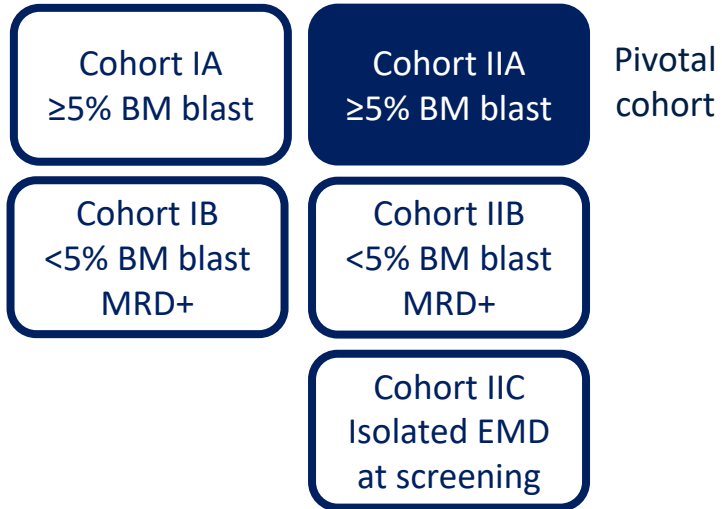 Cohort IA
≥5% BM blast
Cohort IIA
≥5% BM blast
Pivotal
cohort
Cohort IB
<5% BM blast
MRD+
Cohort IIB
<5% BM blast
MRD+
Cohort IIC
Isolated EMD
at screening